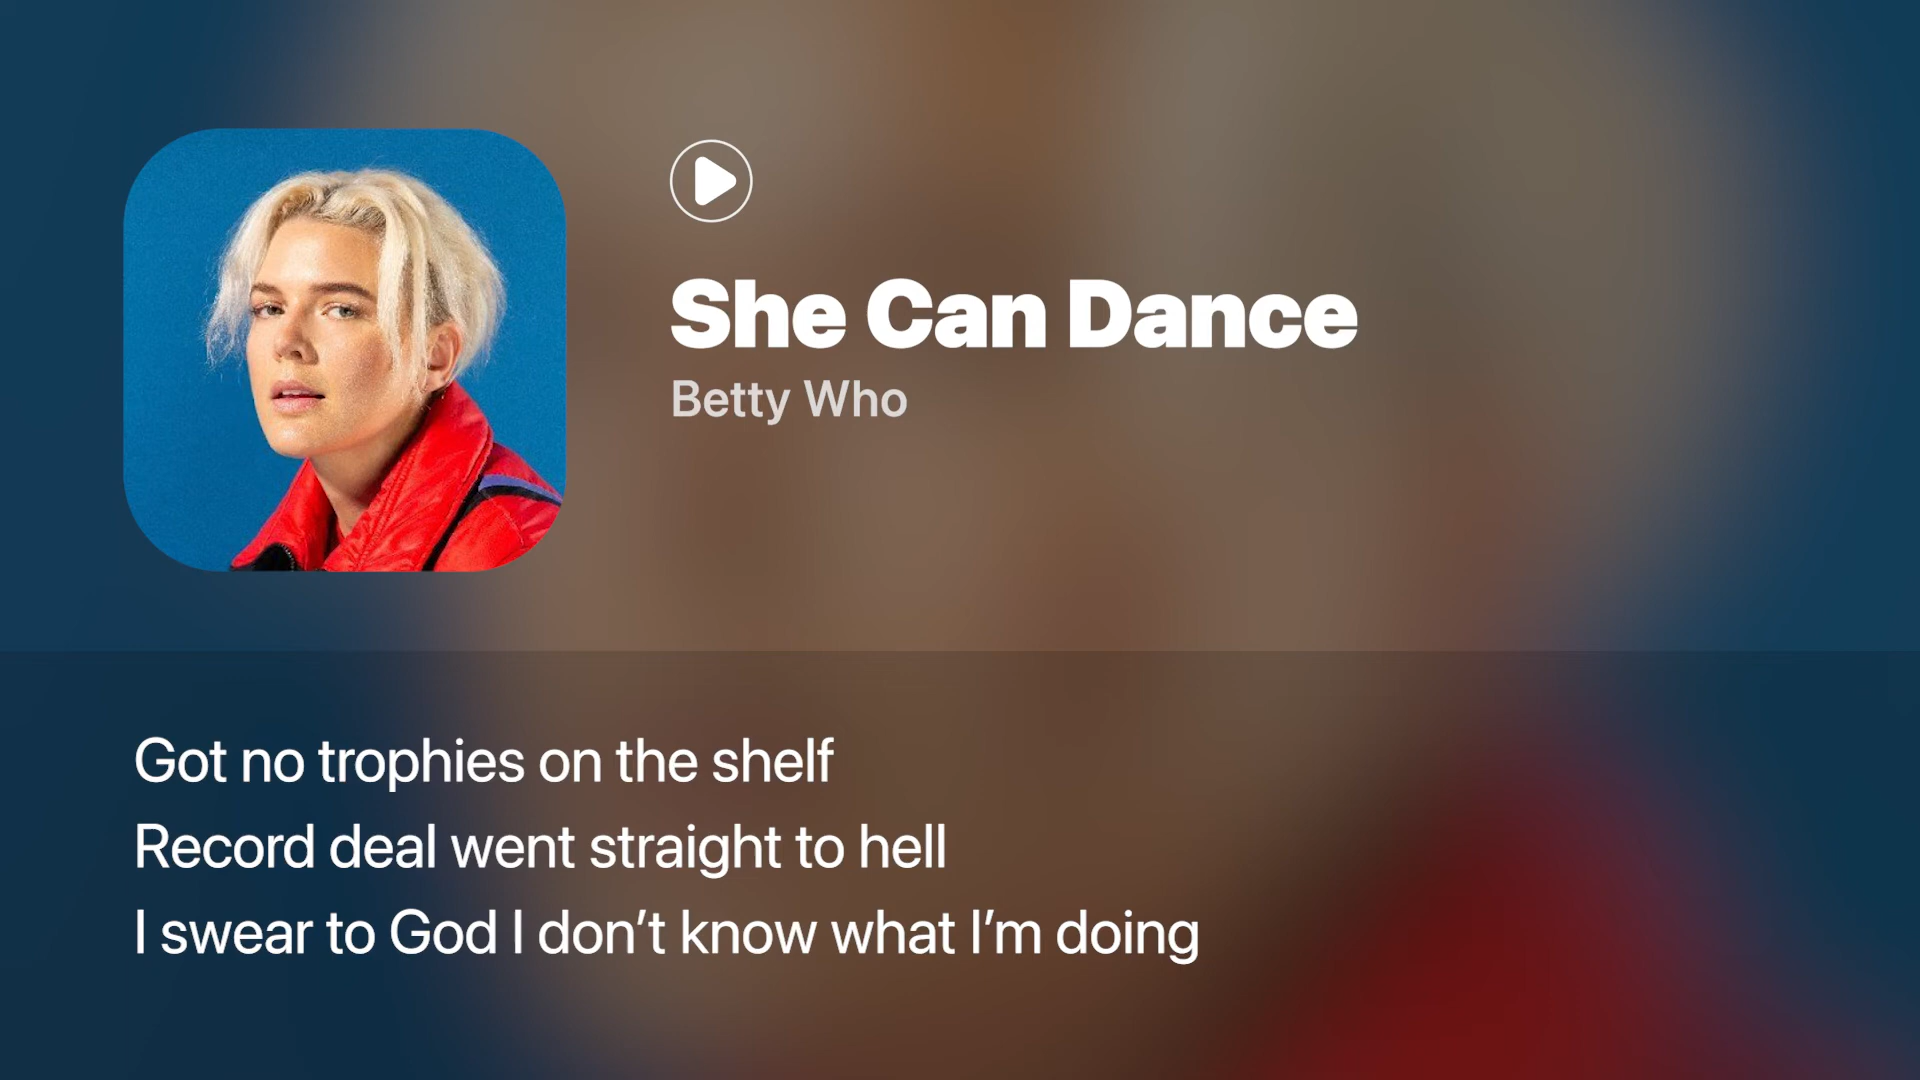 She Can Dance
Betty Who
Got no trophies on the shelf
Record deal went straight to hell
I swear to God I don’t know what I’m doing